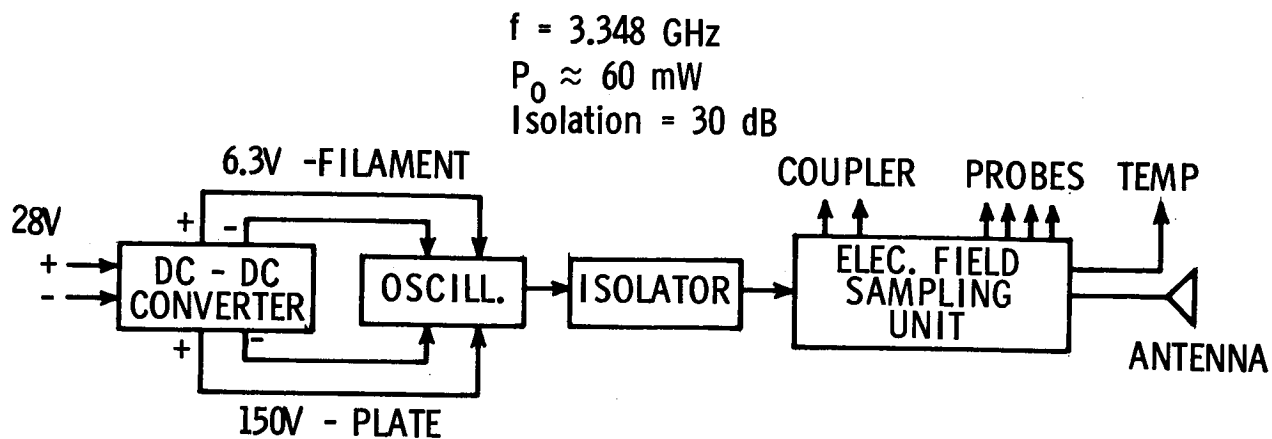 f = 3.348 GHz
P₀ ≈ 60 mW
Isolation = 30 dB
6.3V -FILAMENT
COUPLER PROBES TEMP
28V
+ -
+
-
DC - DC
CONVERTER
OSCILL.
ISOLATOR
ELEC. FIELD
SAMPLING
UNIT
+ -
ANTENNA
150V - PLATE